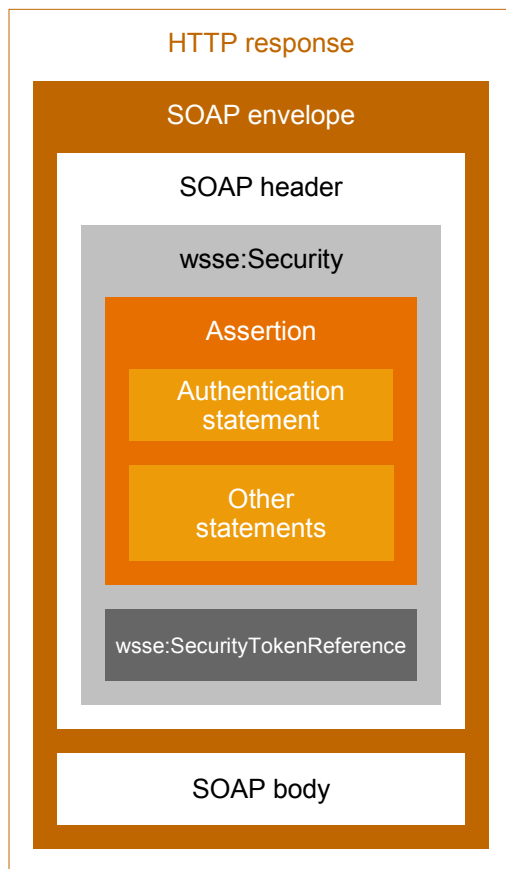 HTTP response
SOAP envelope
SOAP header
wsse:Security
Assertion
Authentication
statement
Other
statements
wsse:SecurityTokenReference
SOAP body